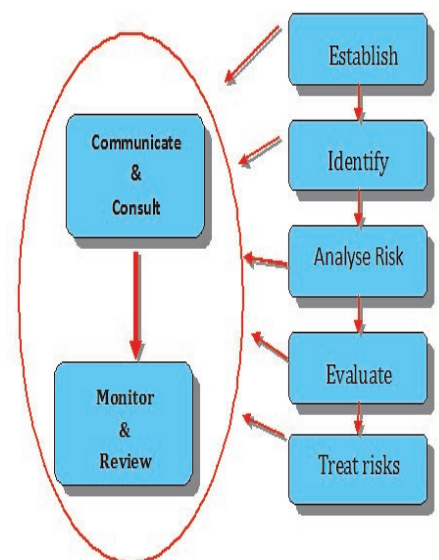 Establish
Communicate
&
Consult
Identify
Analyse Risk
Monitor
&
Review
Evaluate
Treat risks